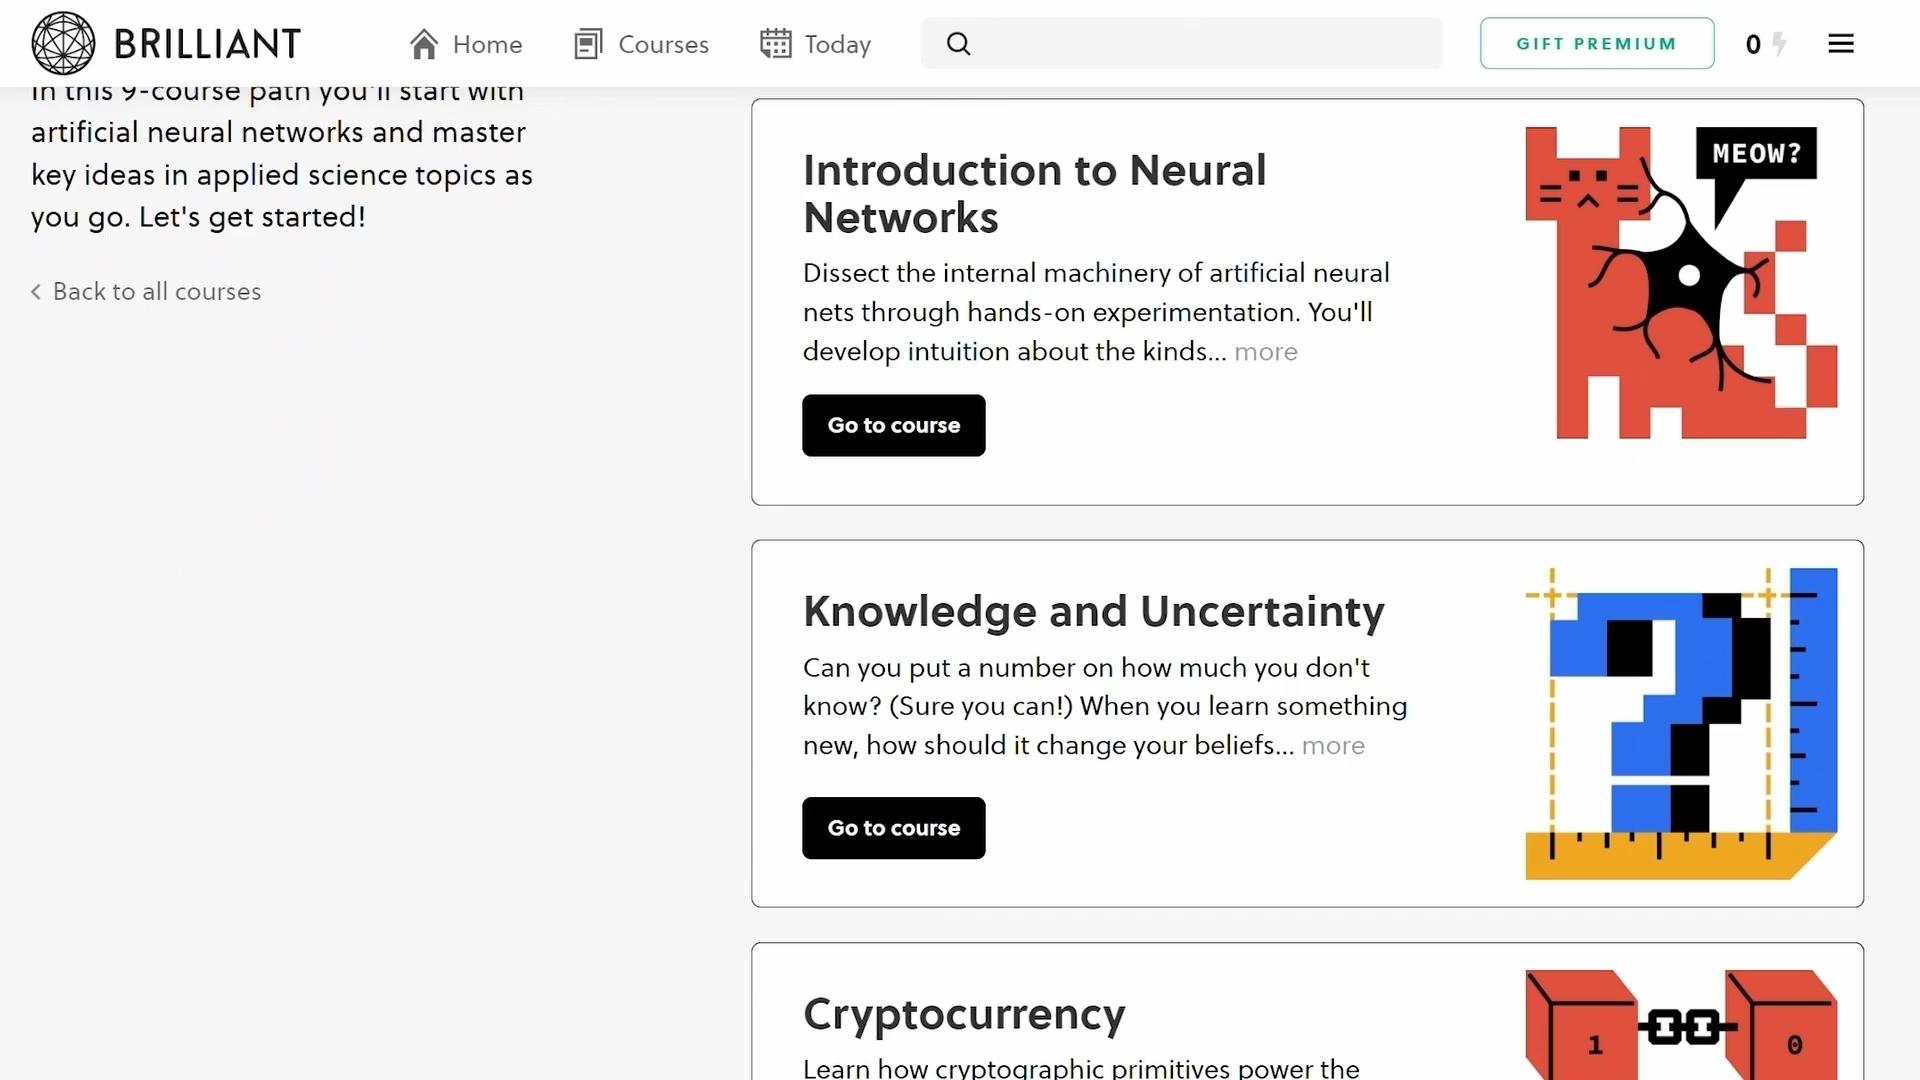 BRILLIANT
Home
Courses
Today
GIFT PREMIUM
0
In this 9-course path you'll start with
artificial neural networks and master
key ideas in applied science topics as
you go. Let's get started!
Back to all courses
Introduction to Neural
Networks
Dissect the internal machinery of artificial neural
nets through hands-on experimentation. You'll
develop intuition about the kinds... more
Go to course
MEOW?
Knowledge and Uncertainty
Can you put a number on how much you don't
know? (Sure you can!) When you learn something
new, how should it change your beliefs... more
Go to course
Cryptocurrency
Learn how cryptographic primitives power the
1
0